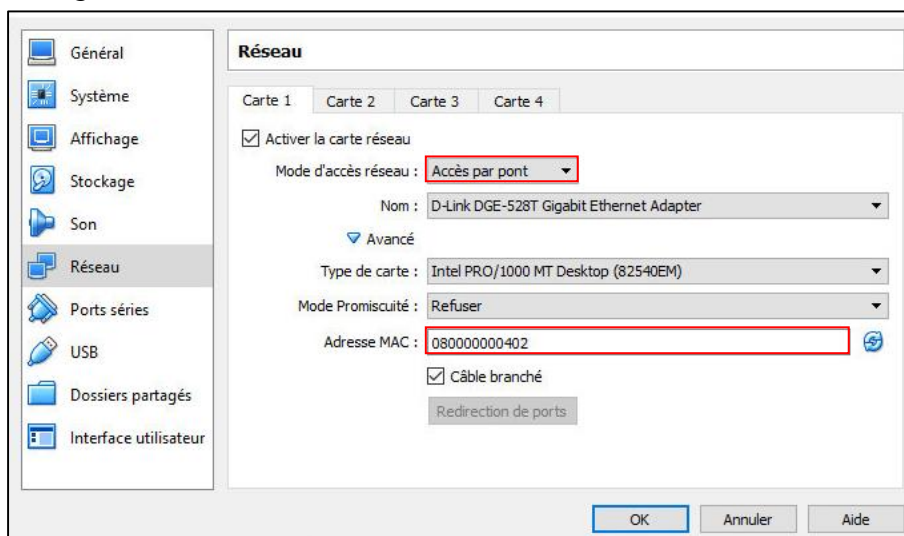 Général
Système
Affichage
Stockage
Son
Réseau
Ports séries
USB
Dossiers partagés
Interface utilisateur
Réseau
Carte 1 Carte 2 Carte 3 Carte 4
Activer la carte réseau
Mode d'accès réseau : Accès par pont
Nom : D-Link DGE-528T Gigabit Ethernet Adapter
Avancé
Type de carte : Intel PRO/1000 MT Desktop (82540EM)
Mode Promiscuité : Refuser
Adresse MAC : 080000000402
Câble branché
Redirection de ports
OK Annuler Aide